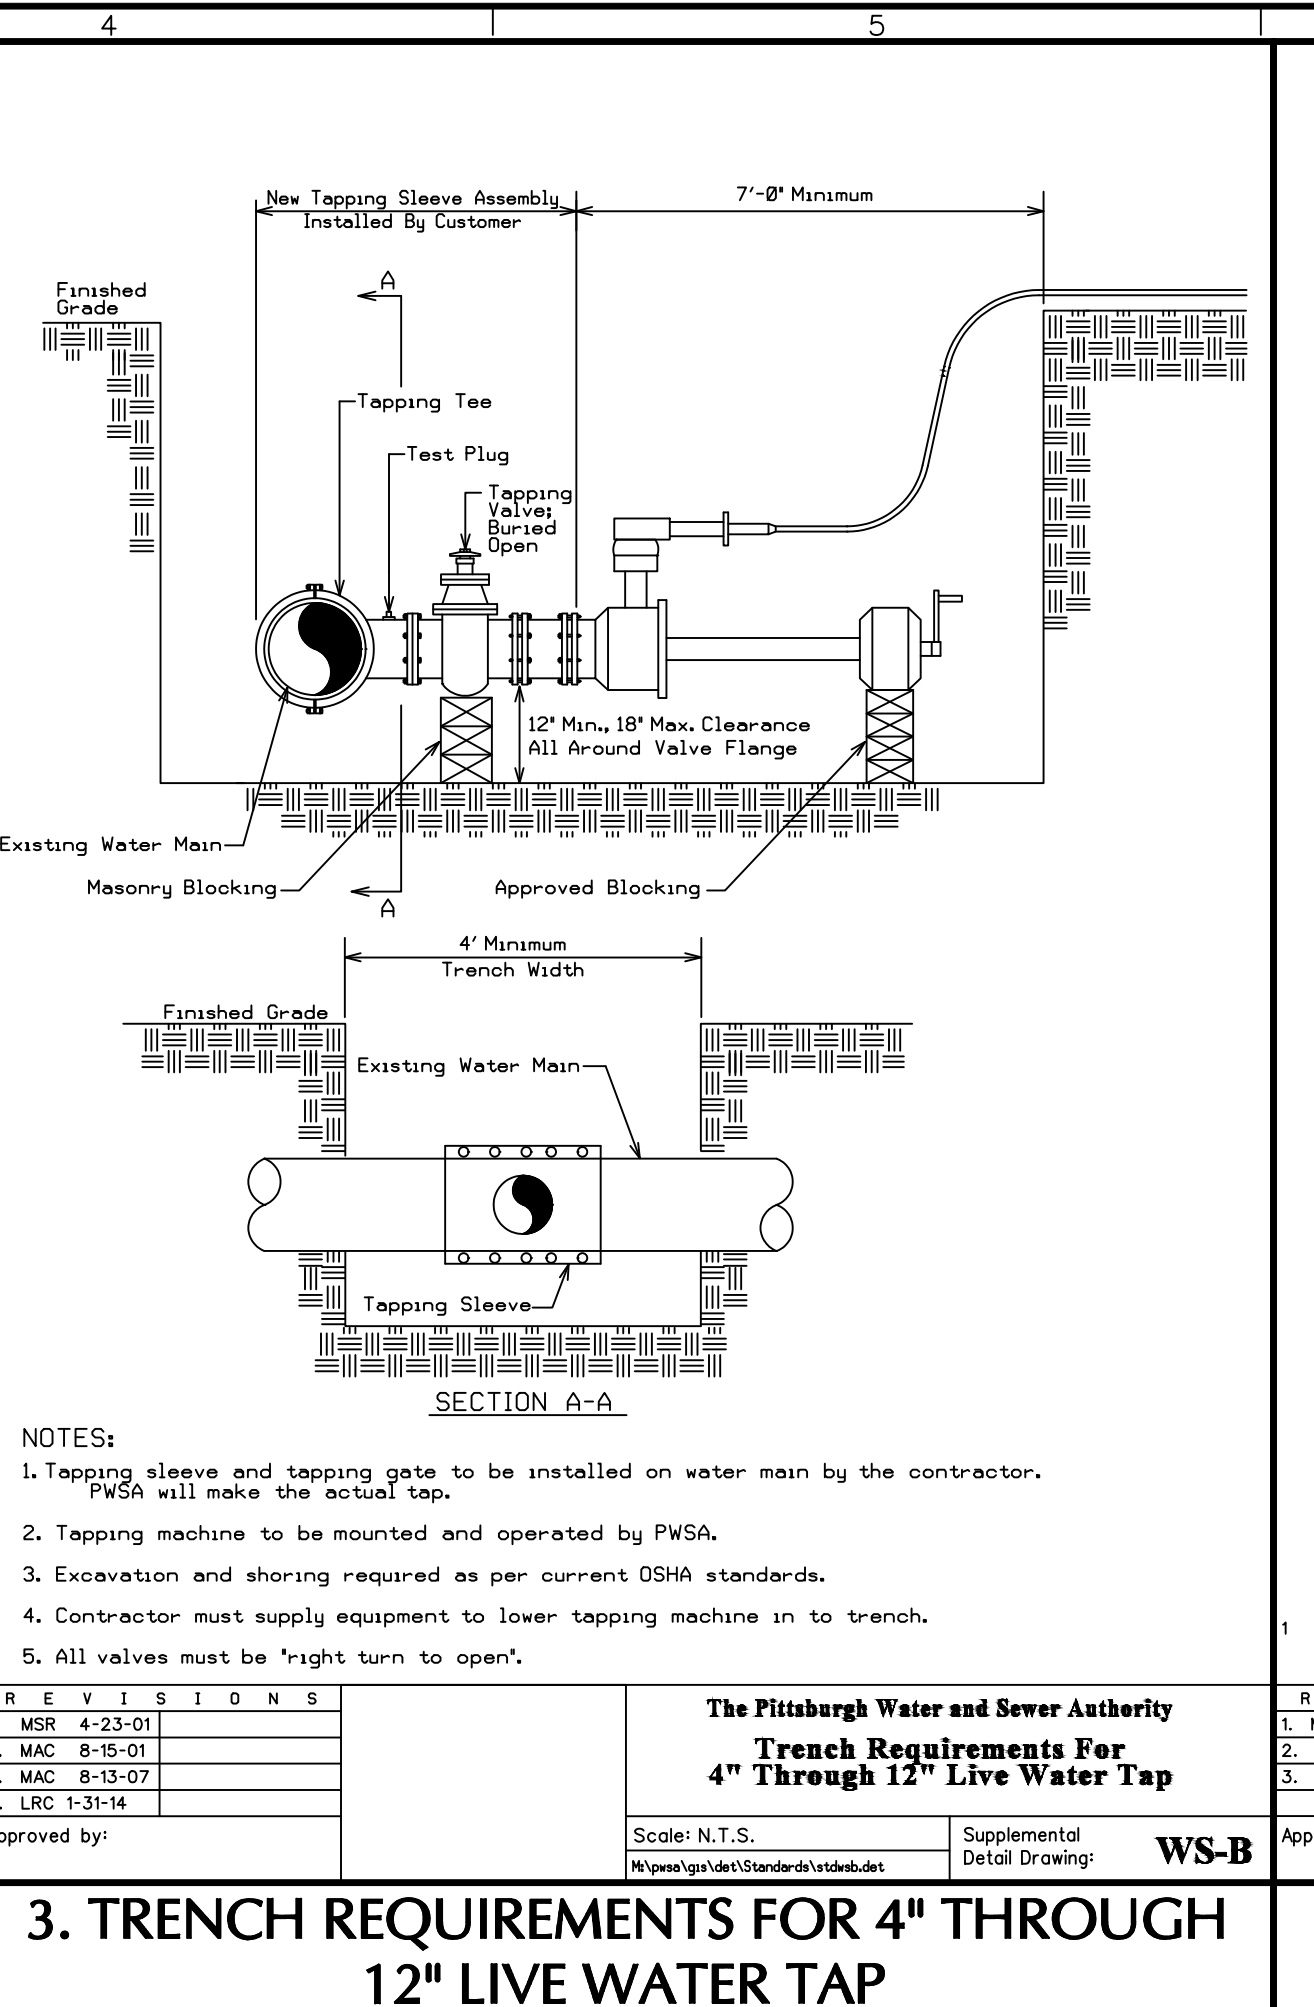 4
5
New Tapping Sleeve Assembly
Installed By Customer
7'-0" Minimum
A
Finished
Grade
Tapping Tee
Test Plug
Tapping
Valve;
Buried
Open
12" Min., 18" Max. Clearance
All Around Valve Flange
Existing Water Main
Masonry Blocking
Approved Blocking
A
4' Minimum
Trench Width
Finished Grade
Existing Water Main
Tapping Sleeve
SECTION A-A
NOTES:
1. Tapping sleeve and tapping gate to be installed on water main by the contractor.
PWSA will make the actual tap.
2. Tapping machine to be mounted and operated by PWSA.
3. Excavation and shoring required as per current OSHA standards.
4. Contractor must supply equipment to lower tapping machine in to trench.
5. All valves must be "right turn to open".
1
R E V I S I O N S
MSR 4-23-01
MAC 8-15-01
MAC 8-13-07
LRC 1-31-14
pproved by:
The Pittsburgh Water and Sewer Authority
Trench Requirements For
4" Through 12" Live Water Tap
Scale: N.T.S.
M:\pwsa\gis\det\Standards\stdwsb.det
Supplemental
Detail Drawing:
WS-B
R
1.
2.
3.
App
3. TRENCH REQUIREMENTS FOR 4" THROUGH
12" LIVE WATER TAP